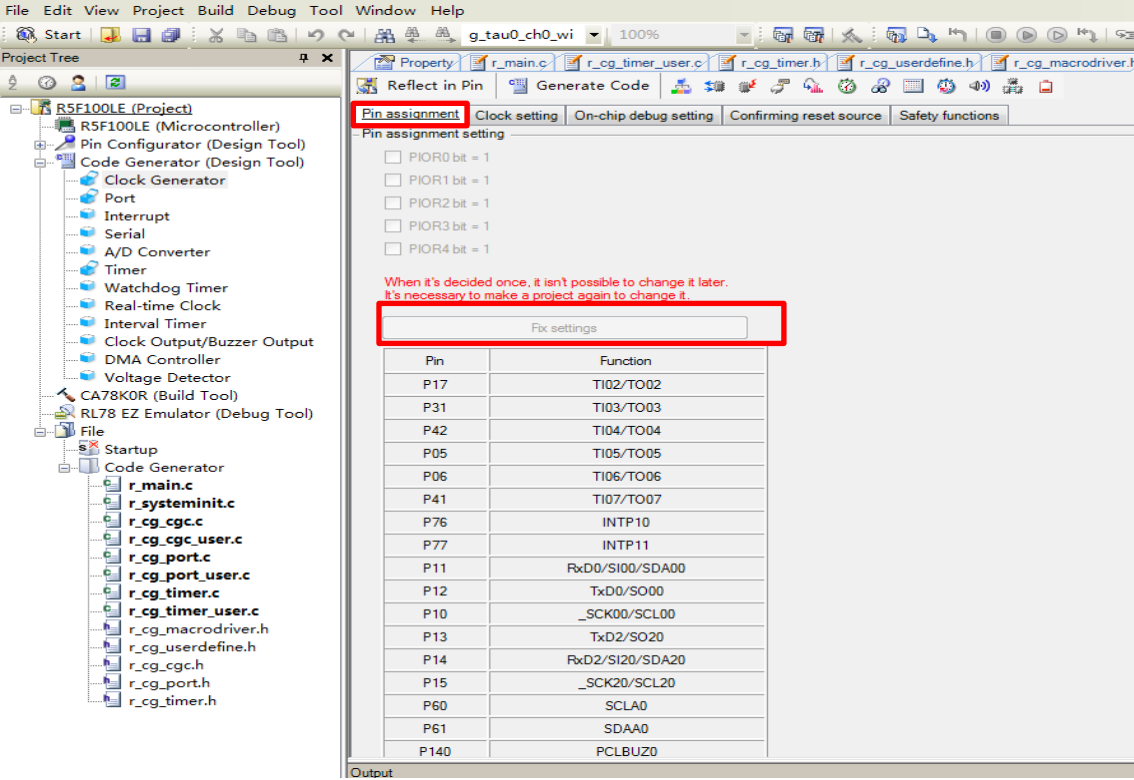 File Edit View Project Build Debug Tool Window Help
Start g_tau0_ch0_wi 100%
Project Tree
R5F100LE (Project)
R5F100LE (Microcontroller)
Pin Configurator (Design Tool)
Code Generator (Design Tool)
Clock Generator
Port
Interrupt
Serial
A/D Converter
Timer
Watchdog Timer
Real-time Clock
Interval Timer
Clock Output/Buzzer Output
DMA Controller
Voltage Detector
CA78K0R (Build Tool)
RL78 EZ Emulator (Debug Tool)
File
Startup
Code Generator
r_main.c
r_systeminit.c
r_cg_cgc.c
r_cg_cgc_user.c
r_cg_port.c
r_cg_port_user.c
r_cg_timer.c
r_cg_timer_user.c
r_cg_macrodriver.h
r_cg_userdefine.h
r_cg_cgc.h
r_cg_port.h
r_cg_timer.h
Property r_main.c r_cg_timer_user.c r_cg_timer.h r_cg_userdefine.h r_cg_macrodriver.h
Reflect in Pin Generate Code
Pin assignment Clock setting On-chip debug setting Confirming reset source Safety functions
Pin assignment setting
PIOR0 bit = 1
PIOR1 bit = 1
PIOR2 bit = 1
PIOR3 bit = 1
PIOR4 bit = 1
When it's decided once, it isn't possible to change it later.
It's necessary to make a project again to change it.
Fix settings
Pin Function
P17 TI02/TO02
P31 TI03/TO03
P42 TI04/TO04
P05 TI05/TO05
P06 TI06/TO06
P41 TI07/TO07
P76 INTP10
P77 INTP11
P11 RxD0/SI00/SDA00
P12 TxD0/SO00
P10 _SCK00/SCL00
P13 TxD2/SO20
P14 RxD2/SI20/SDA20
P15 _SCK20/SCL20
P60 SCLA0
P61 SDAA0
P140 PCLBUZ0
Output